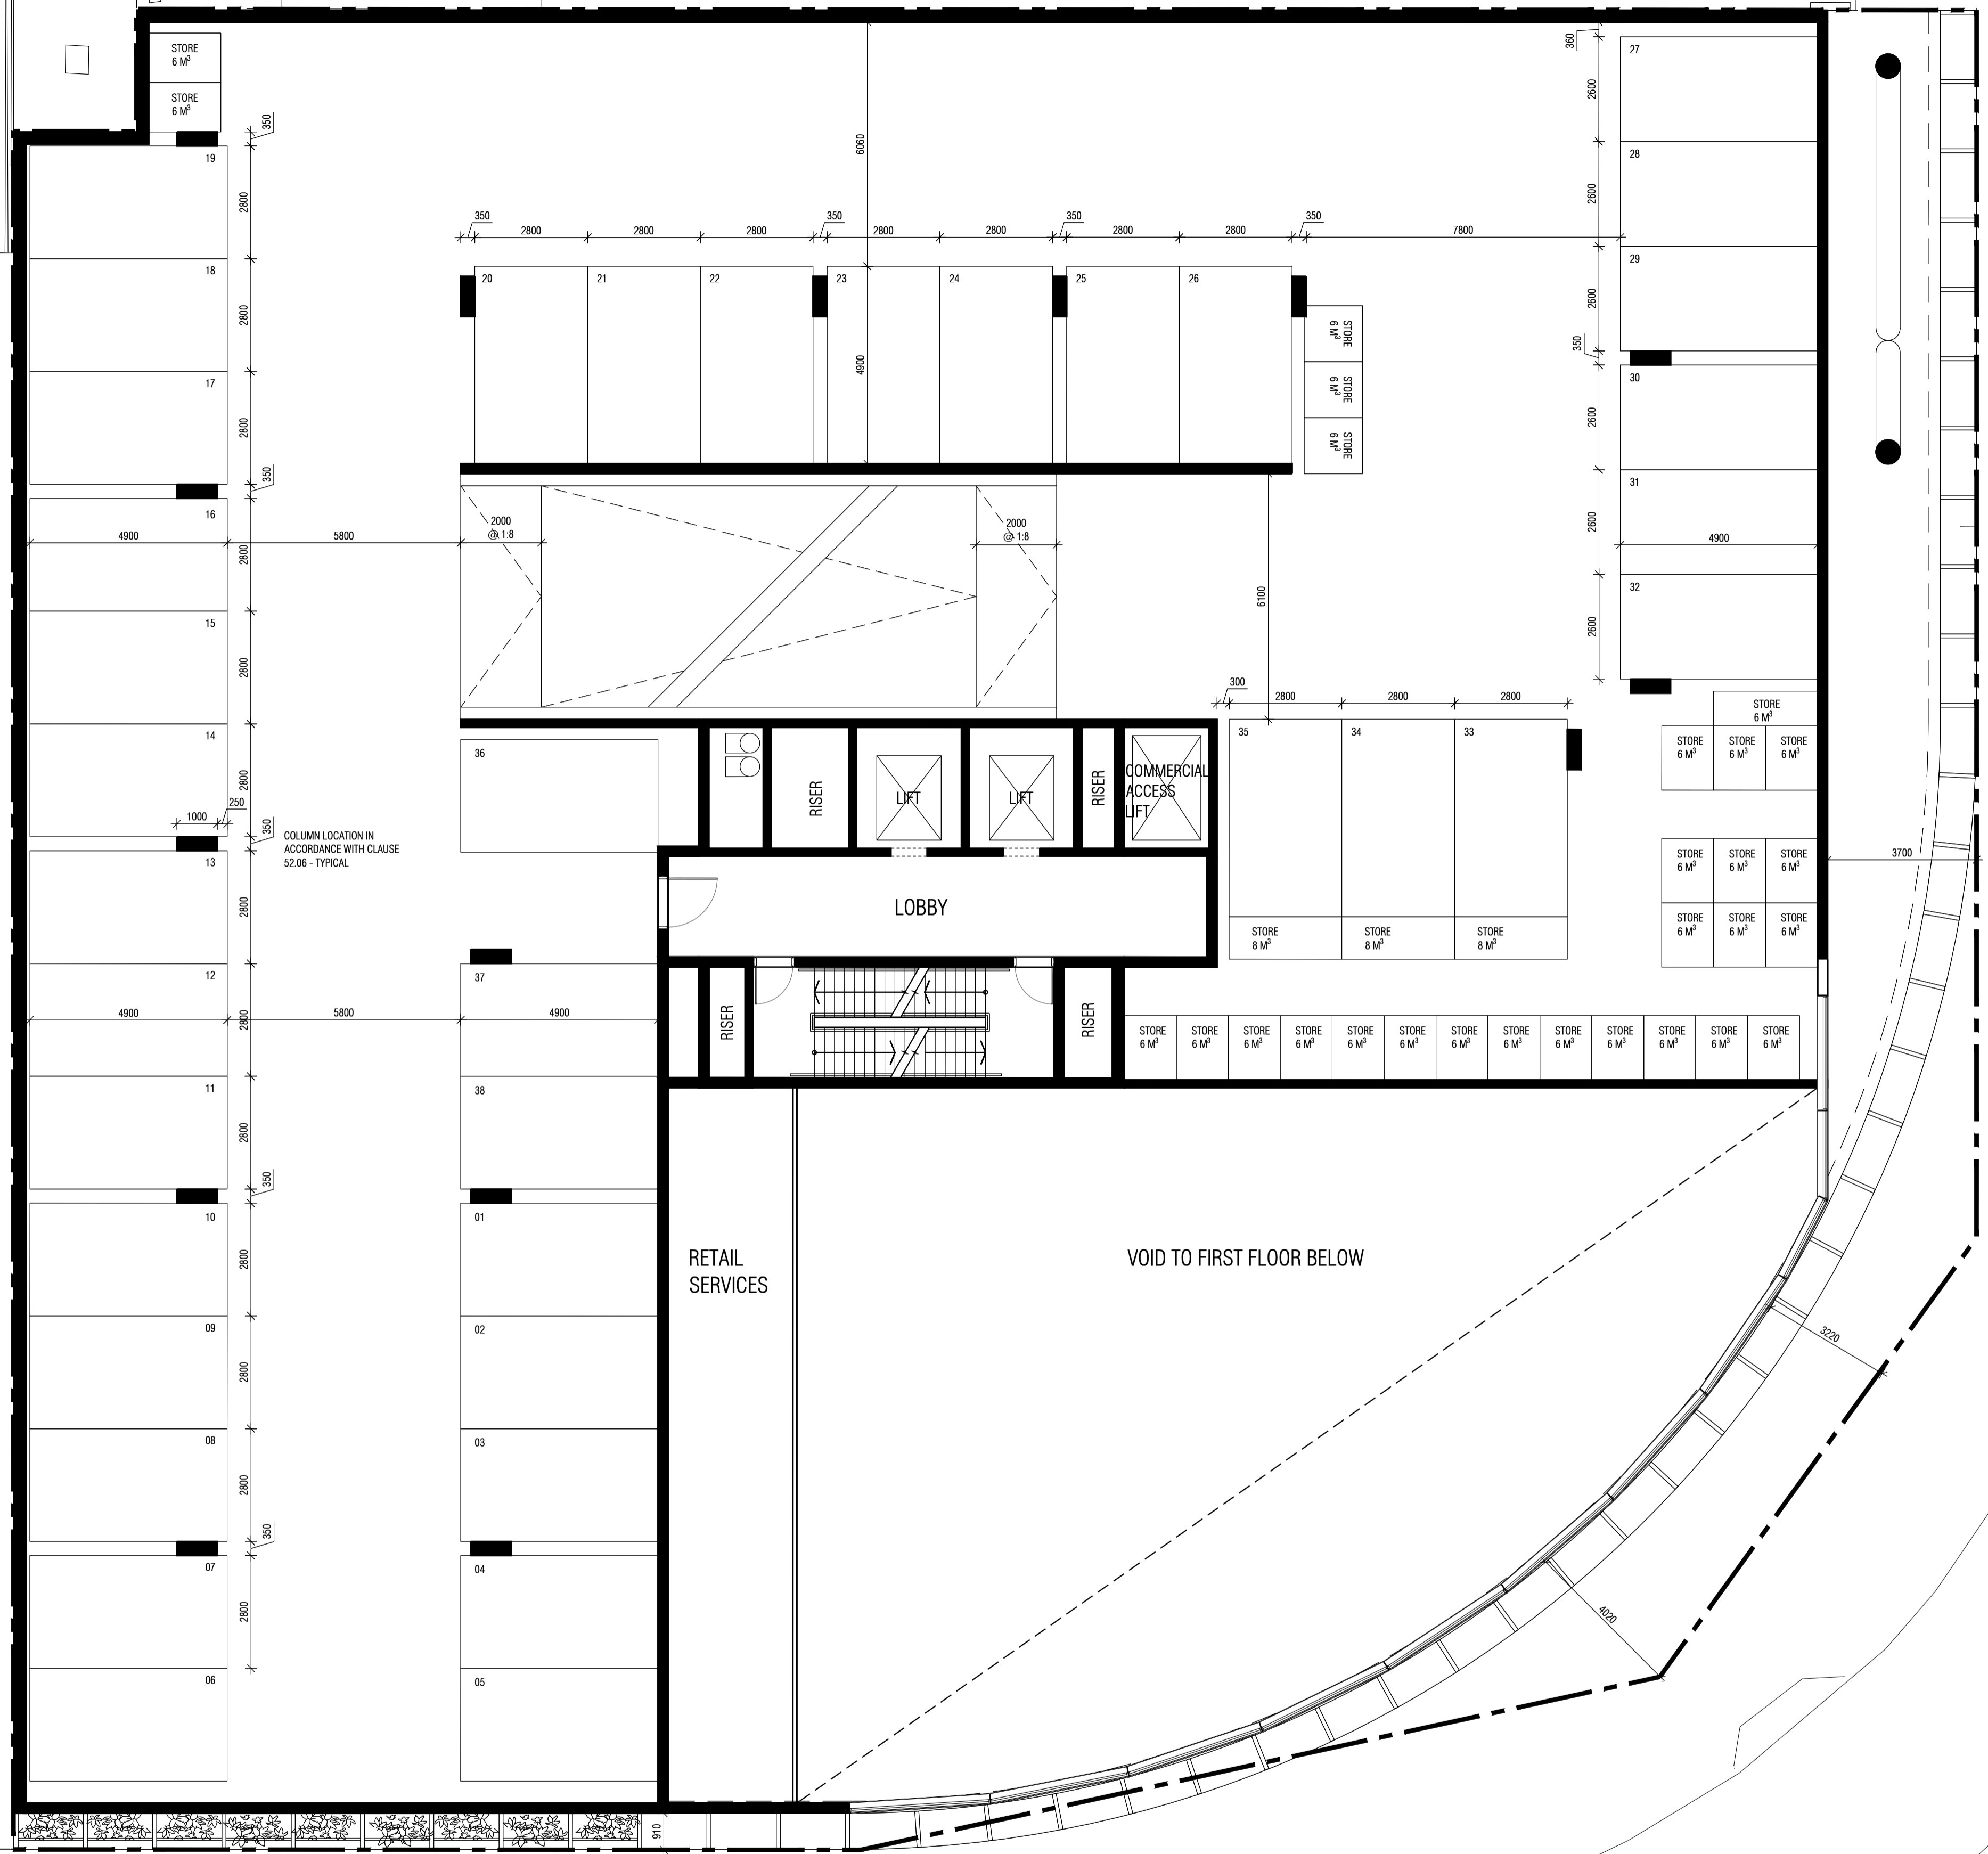 STORE
6 M³
STORE
6 M³
350
19
2800
18
2800
17
2800
350
16
4900
5800
2800
15
2800
14
2800
1000
250
350
COLUMN LOCATION IN
ACCORDANCE WITH CLAUSE
52.06 - TYPICAL
13
2800
12
4900
5800
4900
2800
11
2800
350
10
2800
09
2800
08
2800
350
07
2800
06
6060
350
2800
2800
2800
350
2800
2800
350
2800
2800
350
7800
20
21
22
23
24
25
26
4900
STORE
6 M³
STORE
6 M³
STORE
6 M³
2000
@ 1:8
2000
@ 1:8
6100
360
27
2600
28
2600
29
2600
350
30
2600
31
2600
4900
32
2600
300
2800
2800
2800
35
34
33
STORE
8 M³
STORE
8 M³
STORE
8 M³
STORE
6 M³
STORE
6 M³
STORE
6 M³
STORE
6 M³
STORE
6 M³
STORE
6 M³
STORE
6 M³
STORE
6 M³
STORE
6 M³
STORE
6 M³
3700
36
RISER
LIFT
LIFT
RISER
COMMERCIAL
ACCESS
LIFT
LOBBY
37
RISER
RISER
STORE
6 M³
STORE
6 M³
STORE
6 M³
STORE
6 M³
STORE
6 M³
STORE
6 M³
STORE
6 M³
STORE
6 M³
STORE
6 M³
STORE
6 M³
STORE
6 M³
STORE
6 M³
STORE
6 M³
38
01
02
03
04
05
RETAIL
SERVICES
VOID TO FIRST FLOOR BELOW
3220
4020
910